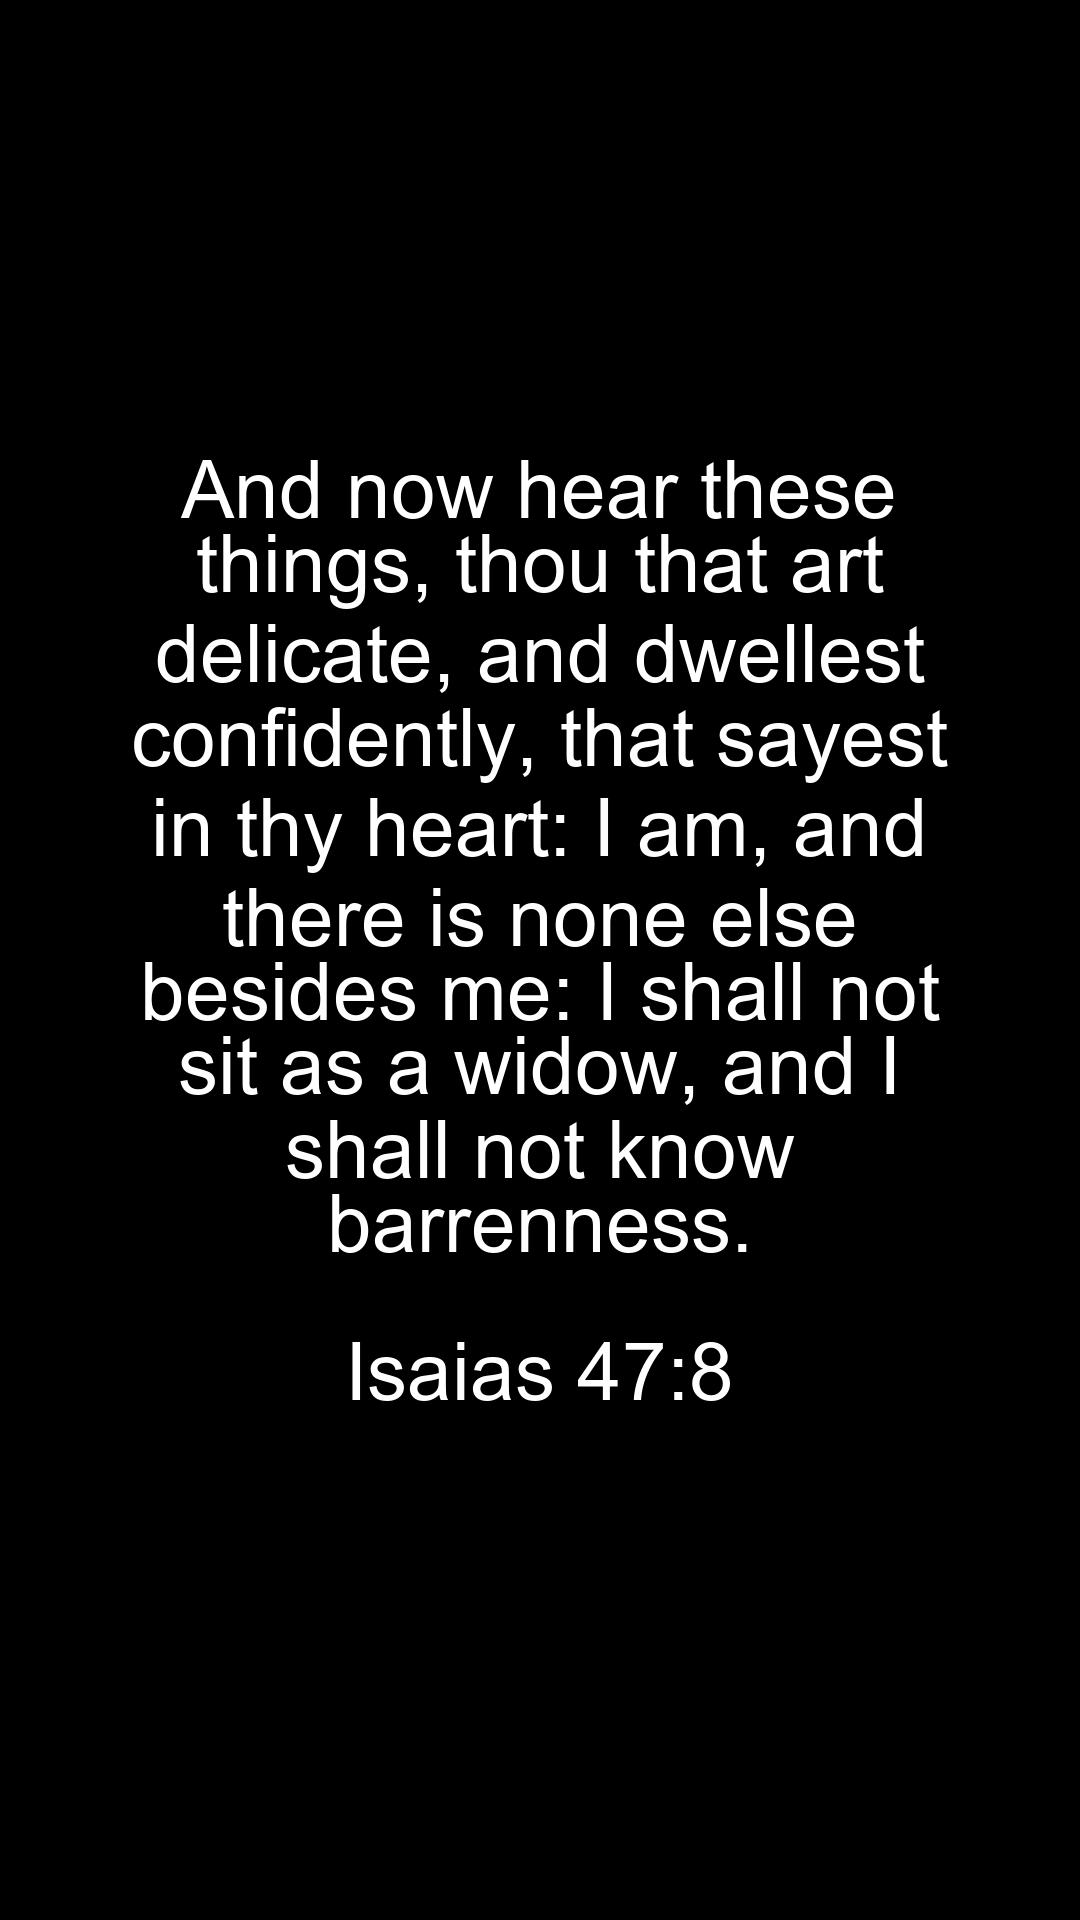 And now hear these
things, thou that art
delicate, and dwellest
confidently, that sayest
in thy heart: I am, and
there is none else
besides me: I shall not
sit as a widow, and I
shall not know
barrenness.
Isaias 47:8